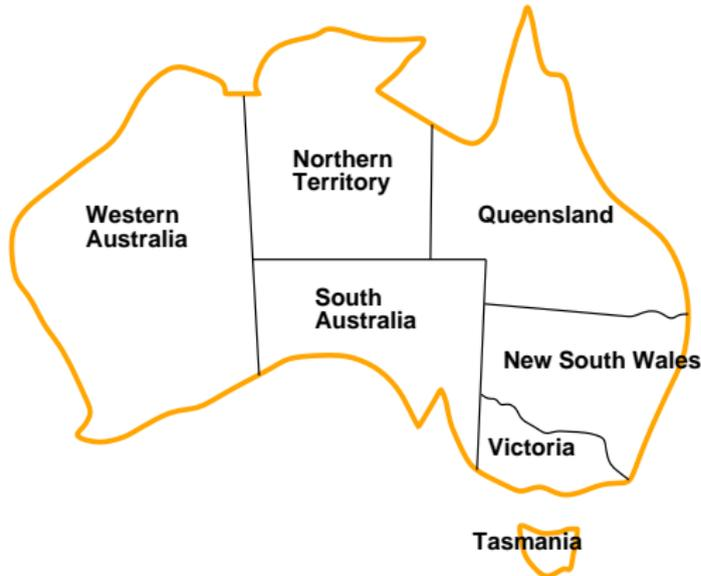 Northern
Territory
Western
Australia
Queensland
South
Australia
New South Wales
Victoria
Tasmania